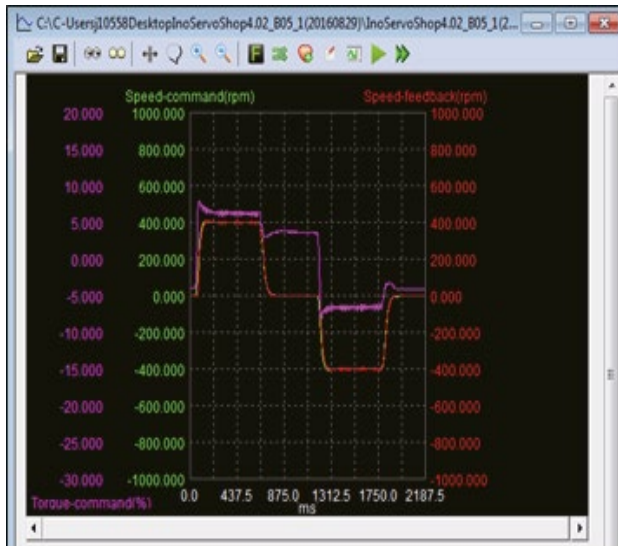 C:\C-Usersj10558DesktopInoServoShop4.02_B05_1(20160829)\InoServoShop4.02_B05_1(2...
F
Speed-command(rpm) Speed-feedback(rpm)
20.000 1000.000 1000.000
15.000 800.000 800.000
10.000 600.000 600.000
5.000 400.000 400.000
0.000 200.000 200.000
-5.000 0.000 0.000
-10.000 -200.000 -200.000
-15.000 -400.000 -400.000
-20.000 -600.000 -600.000
-25.000 -800.000 -800.000
-30.000 -1000.000 -1000.000
Torque-command(%) 0.0 437.5 875.0 1312.5 1750.0 2187.5
ms